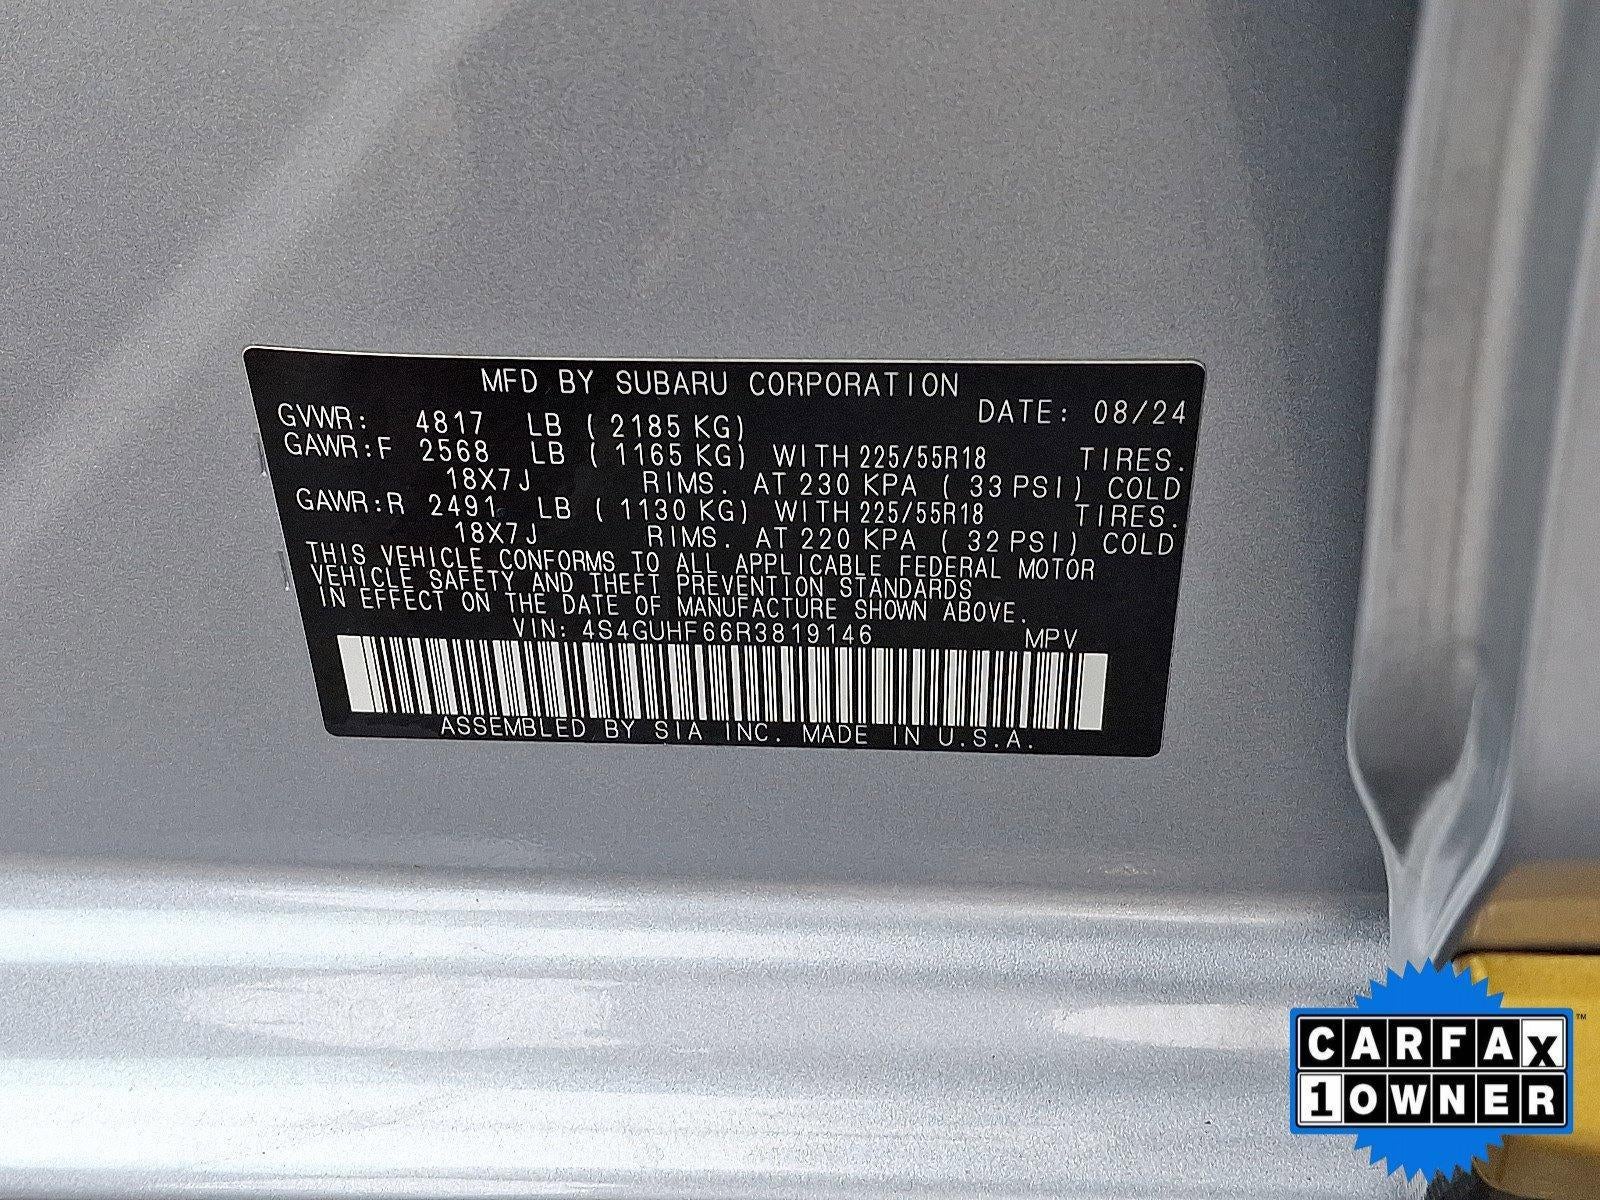 MFD BY SUBARU CORPORATION
GVWR: 4817 LB ( 2185 KG) DATE: 08/24
GAWR:F 2568 LB ( 1165 KG) WITH 225/55R18 TIRES.
18X7J RIMS. AT 230 KPA ( 33 PSI) COLD
GAWR:R 2491 LB ( 1130 KG) WITH 225/55R18 TIRES.
18X7J RIMS. AT 220 KPA ( 32 PSI) COLD
THIS VEHICLE CONFORMS TO ALL APPLICABLE FEDERAL MOTOR
VEHICLE SAFETY AND THEFT PREVENTION STANDARDS
IN EFFECT ON THE DATE OF MANUFACTURE SHOWN ABOVE.
VIN: 4S4GUHF66R3819146 MPV
ASSEMBLED BY SIA INC. MADE IN U.S.A.
CARFAX™
1 OWNER